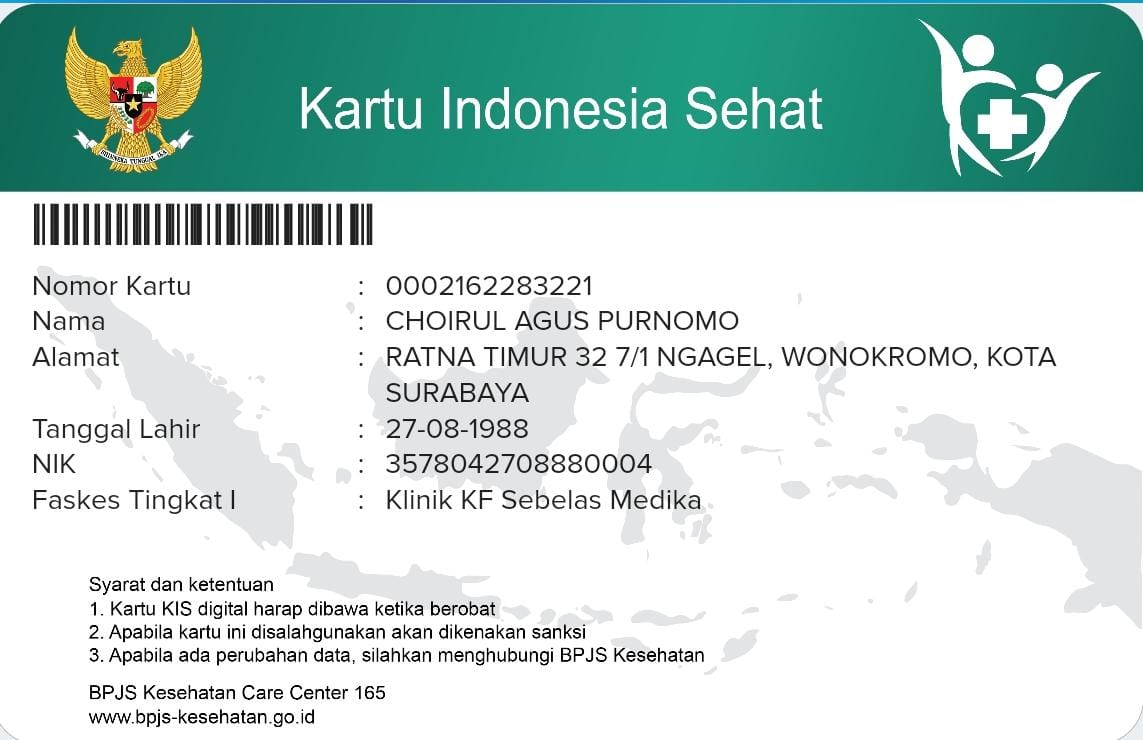 Kartu Indonesia Sehat
BHINNEKA TUNGGAL IKA
Nomor Kartu : 0002162283221
Nama : CHOIRUL AGUS PURNOMO
Alamat : RATNA TIMUR 32 7/1 NGAGEL, WONOKROMO, KOTA
SURABAYA
Tanggal Lahir : 27-08-1988
NIK : 3578042708880004
Faskes Tingkat I : Klinik KF Sebelas Medika
Syarat dan ketentuan
1. Kartu KIS digital harap dibawa ketika berobat
2. Apabila kartu ini disalahgunakan akan dikenakan sanksi
3. Apabila ada perubahan data, silahkan menghubungi BPJS Kesehatan
BPJS Kesehatan Care Center 165
www.bpjs-kesehatan.go.id